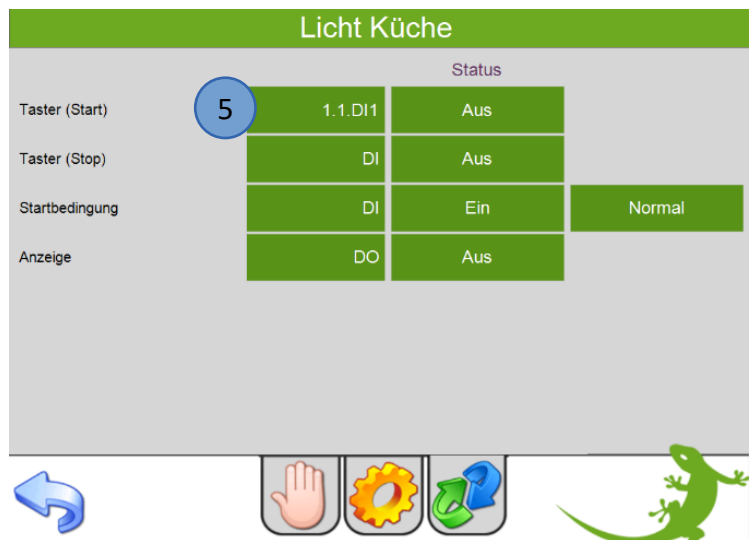 Licht Küche
Status
Taster (Start) 5 1.1.DI1 Aus
Taster (Stop) DI Aus
Startbedingung DI Ein Normal
Anzeige DO Aus